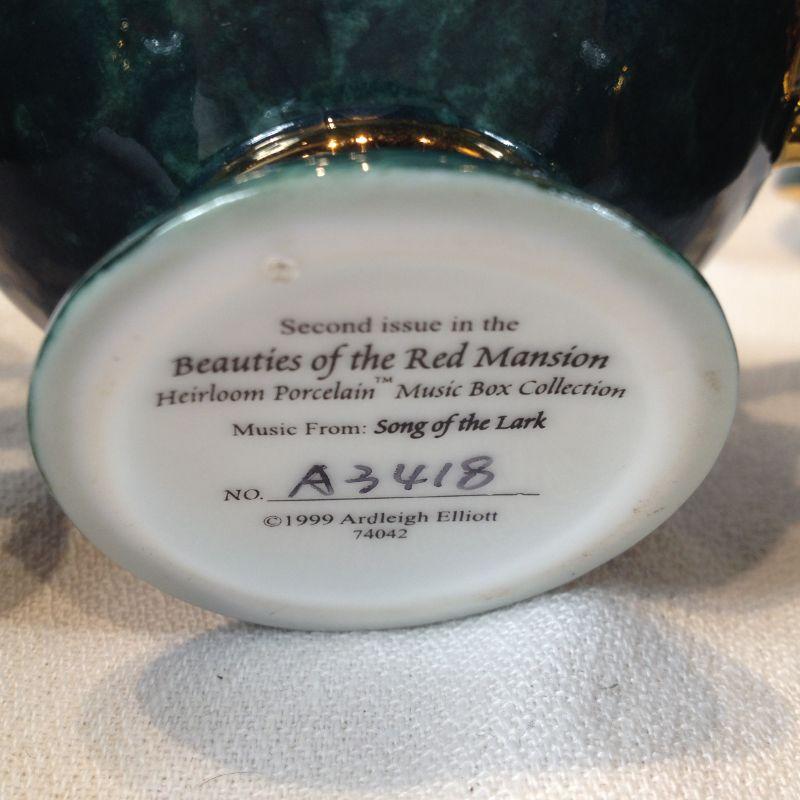 Second issue in the
Beauties of the Red Mansion
Heirloom Porcelain™ Music Box Collection
Music From: Song of the Lark
NO. A3418
©1999 Ardleigh Elliott
74042